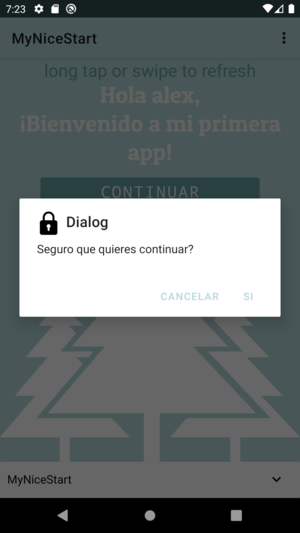 7:23
MyNiceStart
long tap or swipe to refresh
Hola alex,
¡Bienvenido a mi primera
app!
CONTINUAR
Dialog
Seguro que quieres continuar?
CANCELAR SI
MyNiceStart